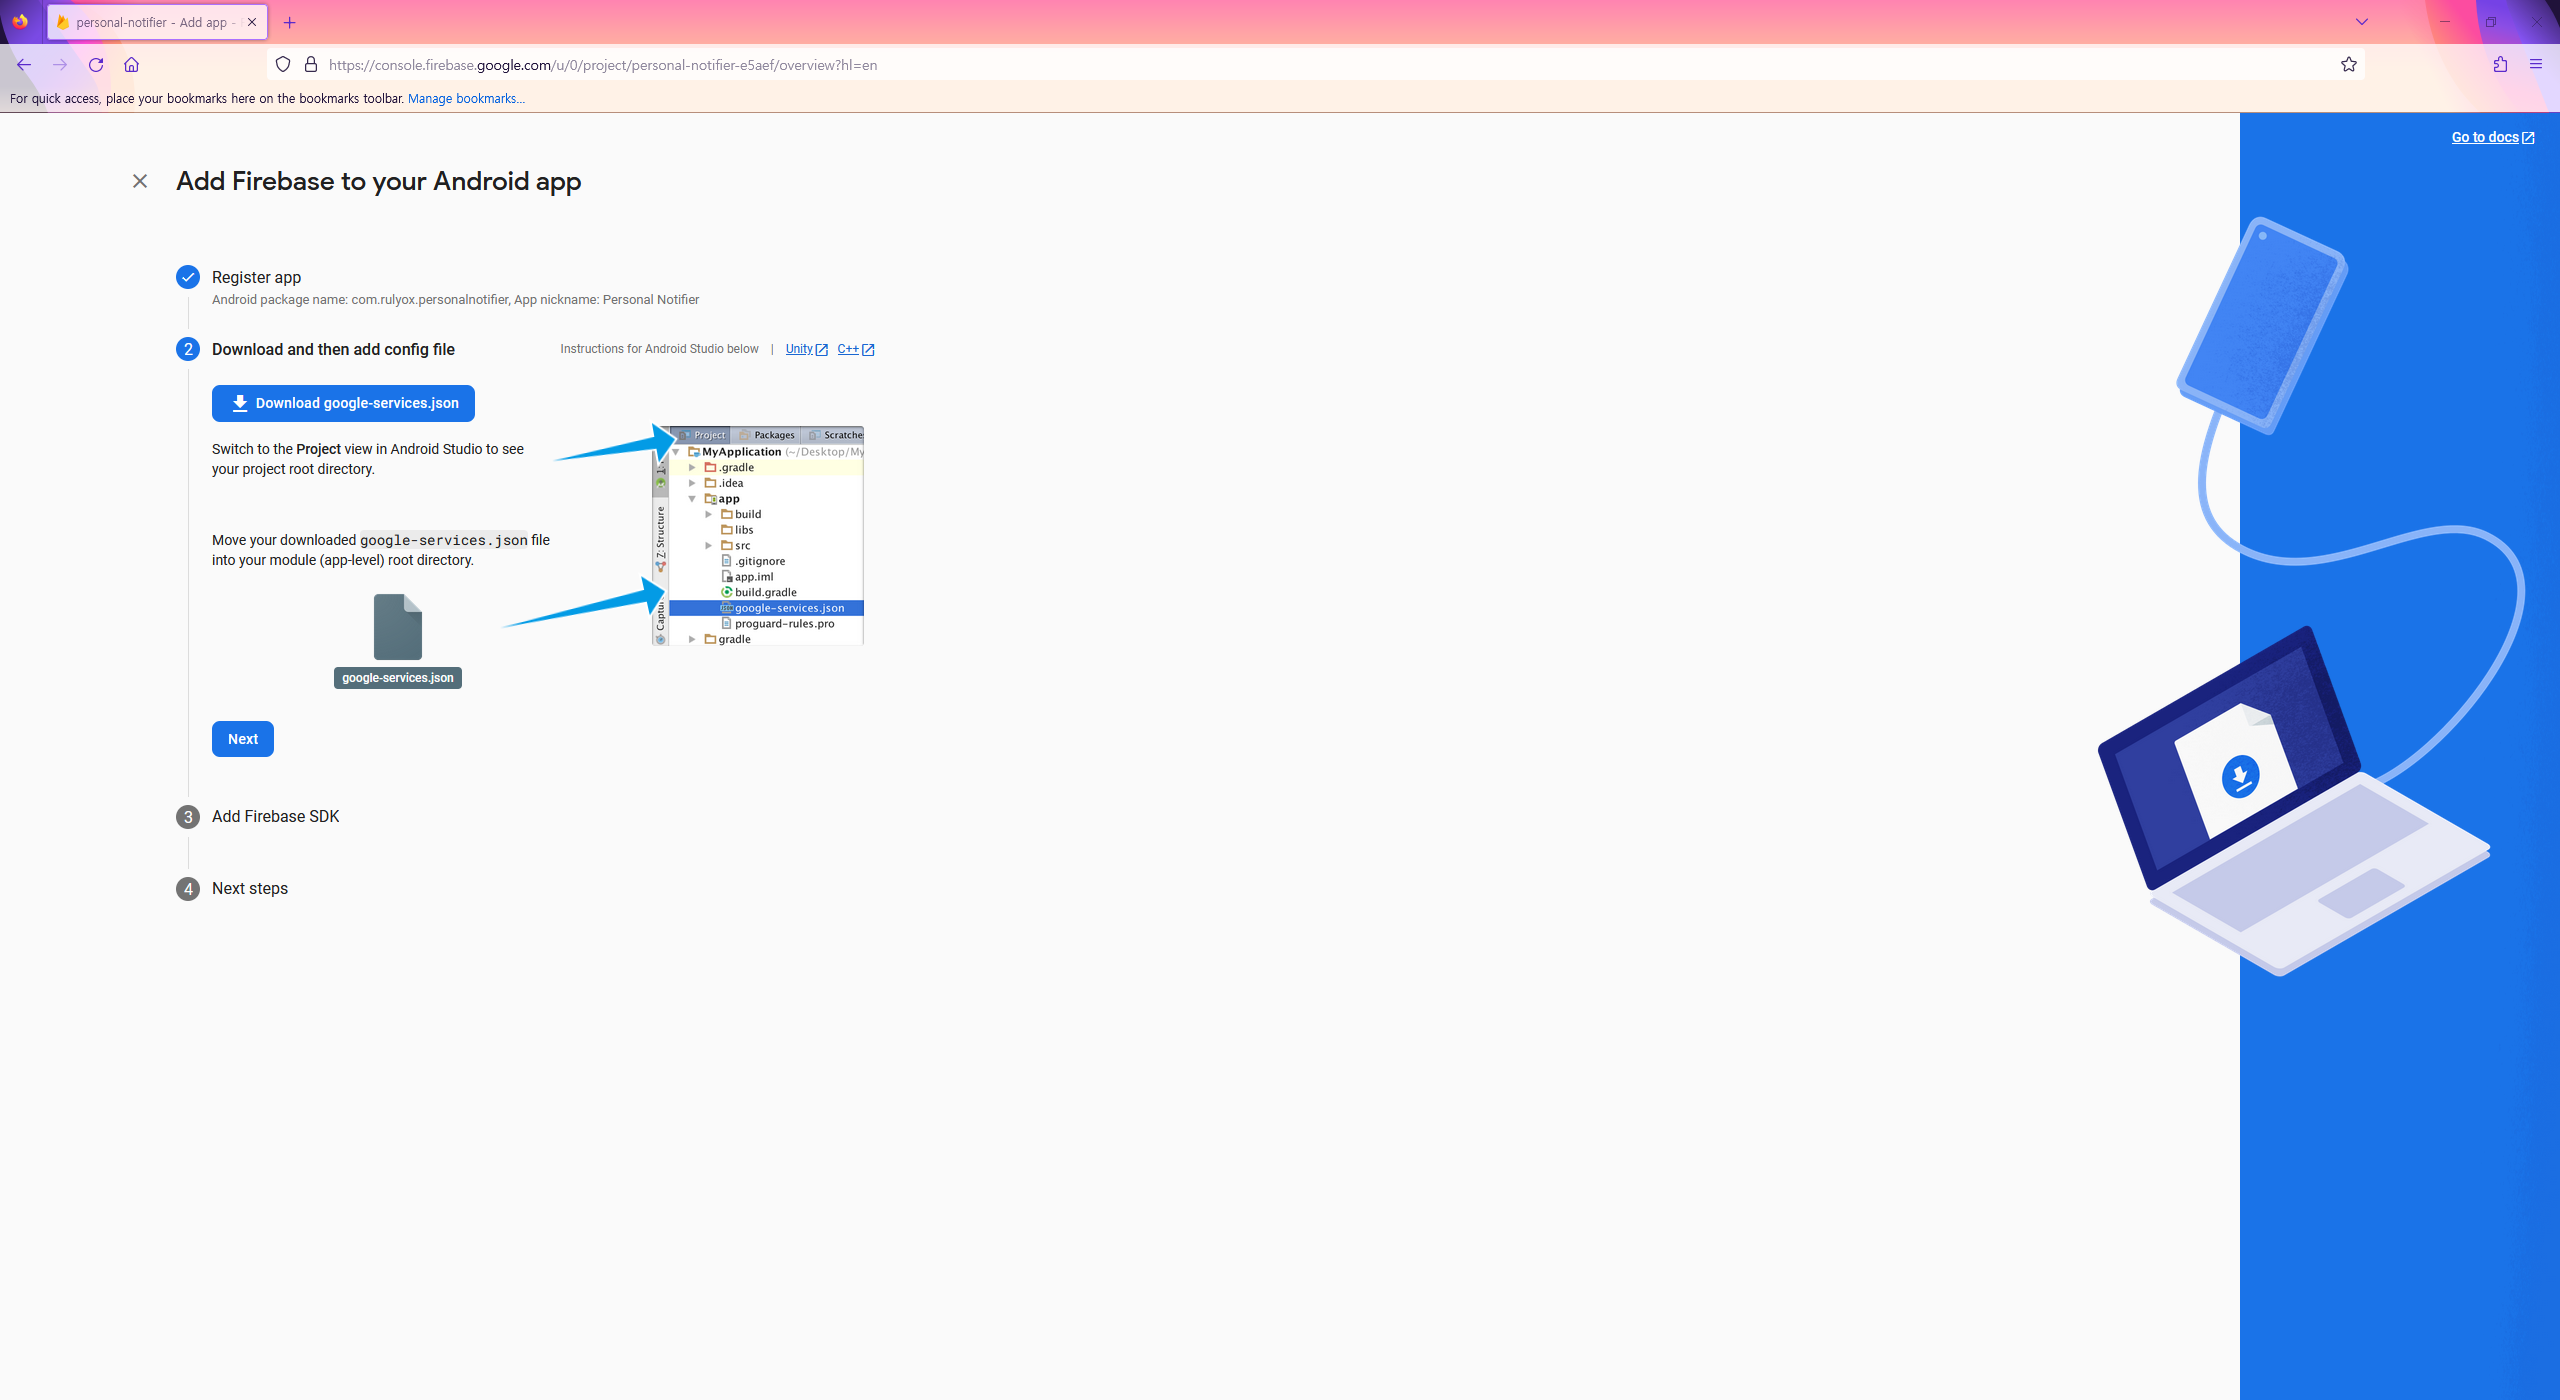 personal-notifier - Add app -
https://console.firebase.google.com/u/0/project/personal-notifier-e5aef/overview?hl=en
For quick access, place your bookmarks here on the bookmarks toolbar. Manage bookmarks...
Go to docs
Add Firebase to your Android app
Register app
Android package name: com.rulyox.personalnotifier, App nickname: Personal Notifier
2 Download and then add config file
Instructions for Android Studio below | Unity C++
Download google-services.json
Switch to the Project view in Android Studio to see
your project root directory.
Move your downloaded google-services.json file
into your module (app-level) root directory.
google-services.json
Project Packages Scratche
MyApplication (~/Desktop/My
.gradle
.idea
app
build
libs
src
.gitignore
app.iml
build.gradle
google-services.json
proguard-rules.pro
gradle
Z: Structure
Captu
Next
3 Add Firebase SDK
4 Next steps